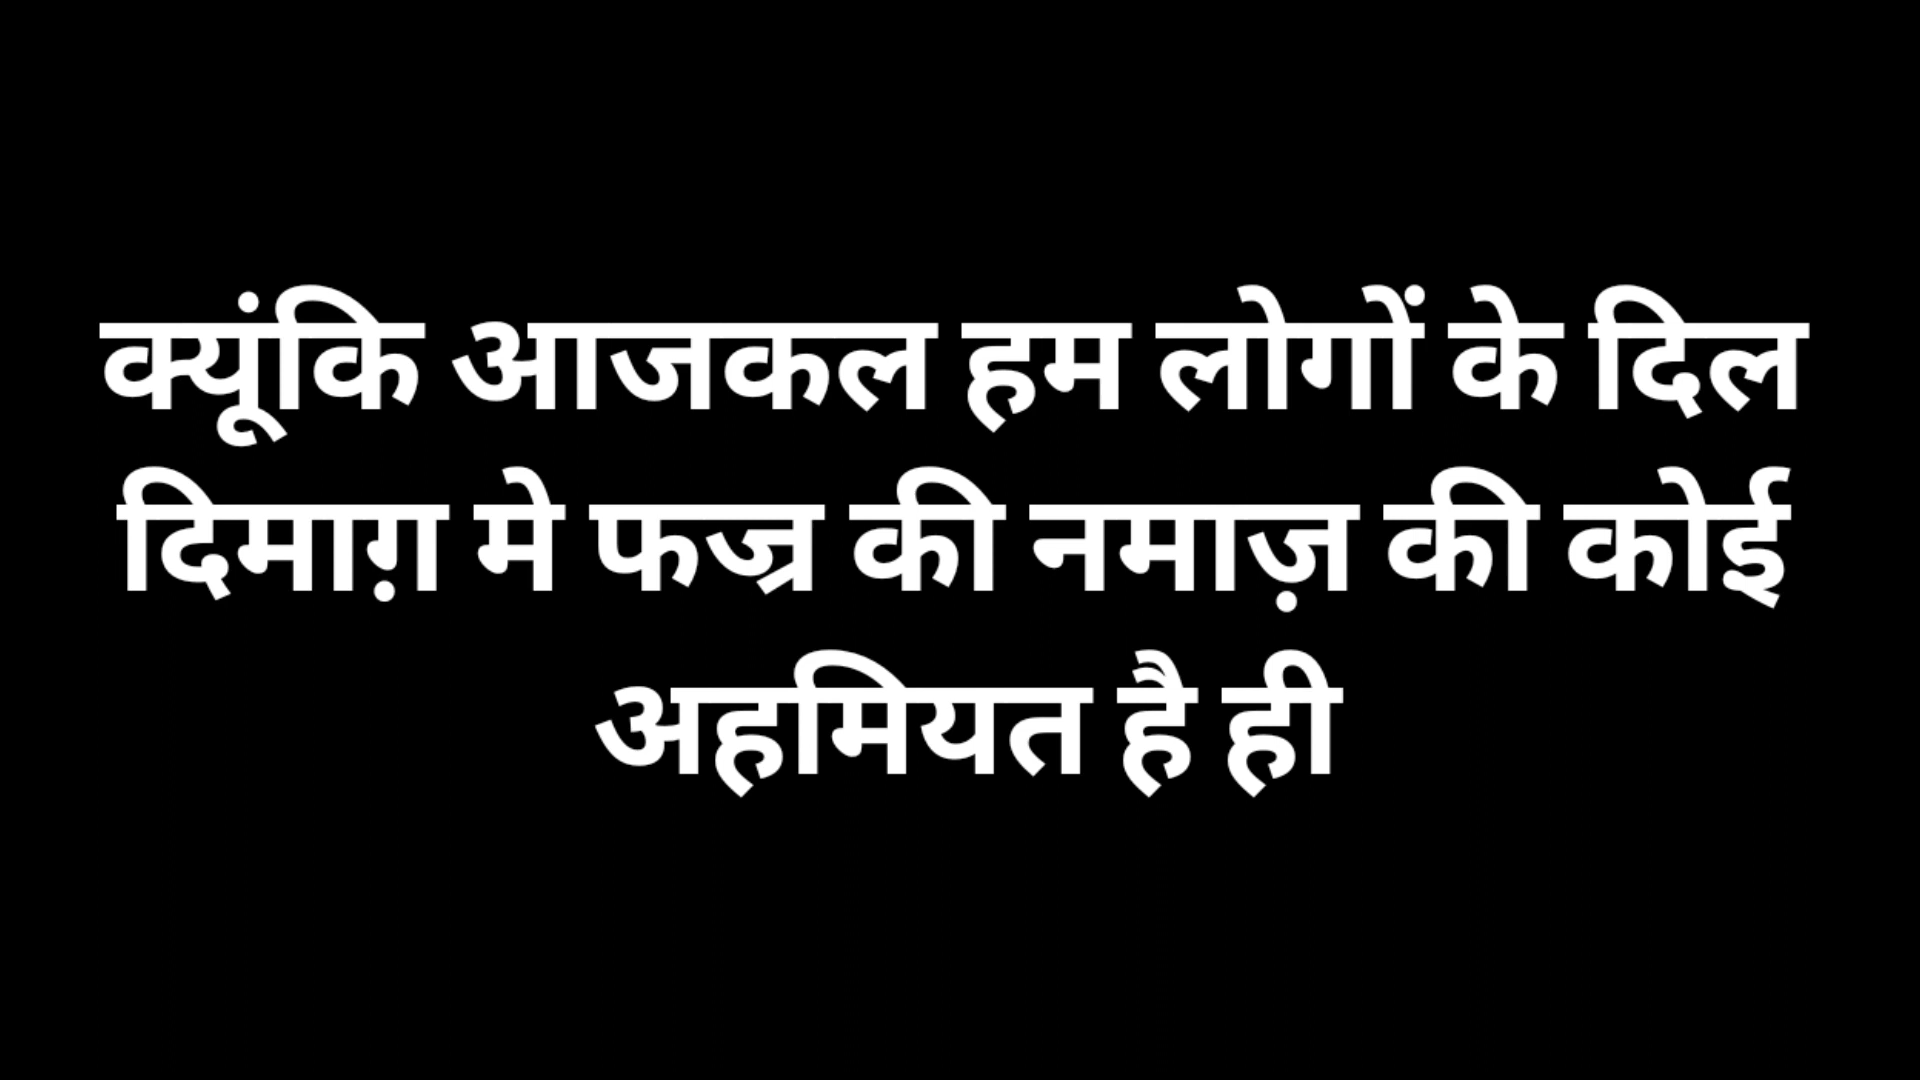 क्यूंकि आजकल हम लोगों के दिल
दिमाग़ मे फज्र की नमाज़ की कोई
अहमियत है ही